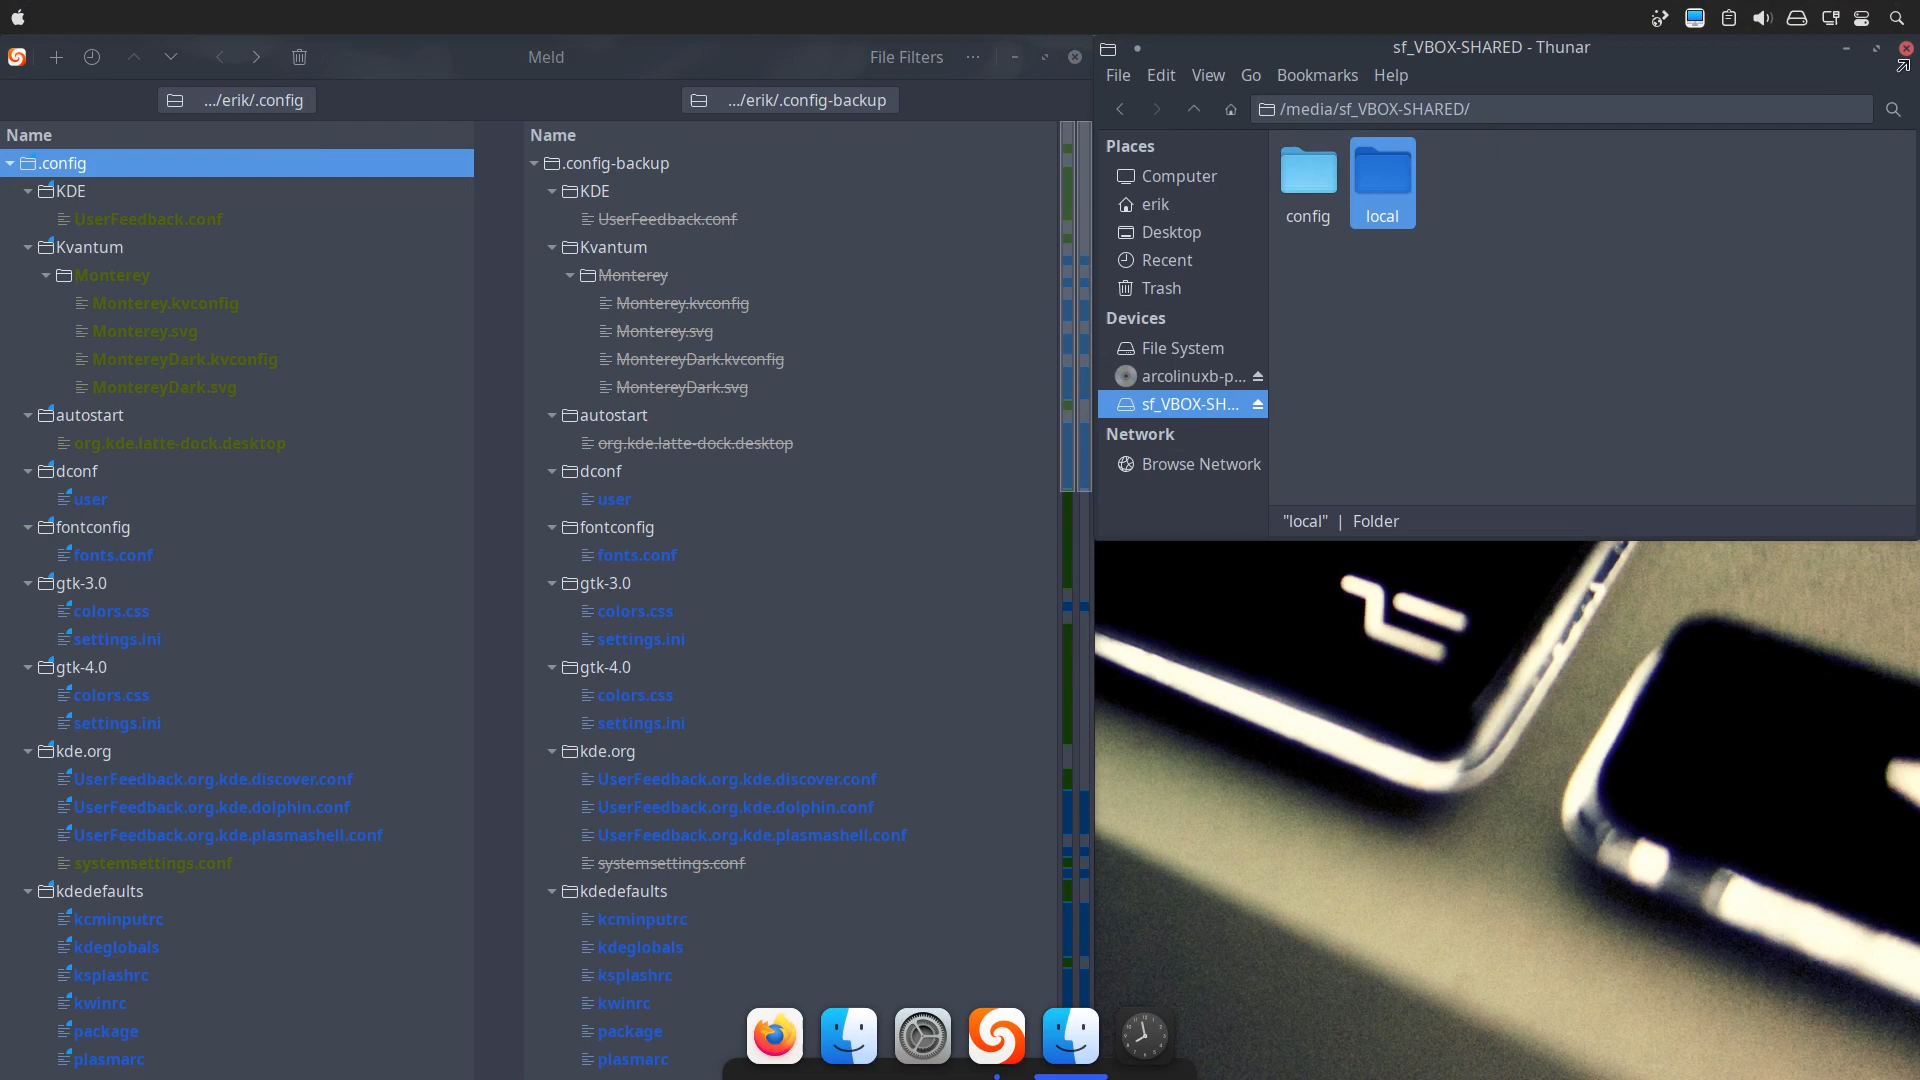 Meld
File Filters
.../erik/.config
.../erik/.config-backup
Name
.config
KDE
UserFeedback.conf
Kvantum
Monterey
Monterey.kvconfig
Monterey.svg
MontereyDark.kvconfig
MontereyDark.svg
autostart
org.kde.latte-dock.desktop
dconf
user
fontconfig
fonts.conf
gtk-3.0
colors.css
settings.ini
gtk-4.0
colors.css
settings.ini
kde.org
UserFeedback.org.kde.discover.conf
UserFeedback.org.kde.dolphin.conf
UserFeedback.org.kde.plasmashell.conf
systemsettings.conf
kdedefaults
kcminputrc
kdeglobals
ksplashrc
kwinrc
package
plasmarc
Name
.config-backup
KDE
UserFeedback.conf
Kvantum
Monterey
Monterey.kvconfig
Monterey.svg
MontereyDark.kvconfig
MontereyDark.svg
autostart
org.kde.latte-dock.desktop
dconf
user
fontconfig
fonts.conf
gtk-3.0
colors.css
settings.ini
gtk-4.0
colors.css
settings.ini
kde.org
UserFeedback.org.kde.discover.conf
UserFeedback.org.kde.dolphin.conf
UserFeedback.org.kde.plasmashell.conf
systemsettings.conf
kdedefaults
kcminputrc
kdeglobals
ksplashrc
kwinrc
package
plasmarc
sf_VBOX-SHARED - Thunar
File Edit View Go Bookmarks Help
/media/sf_VBOX-SHARED/
Places
Computer
erik
Desktop
Recent
Trash
Devices
File System
arcolinuxb-p...
sf_VBOX-SH...
Network
Browse Network
config
local
"local" | Folder